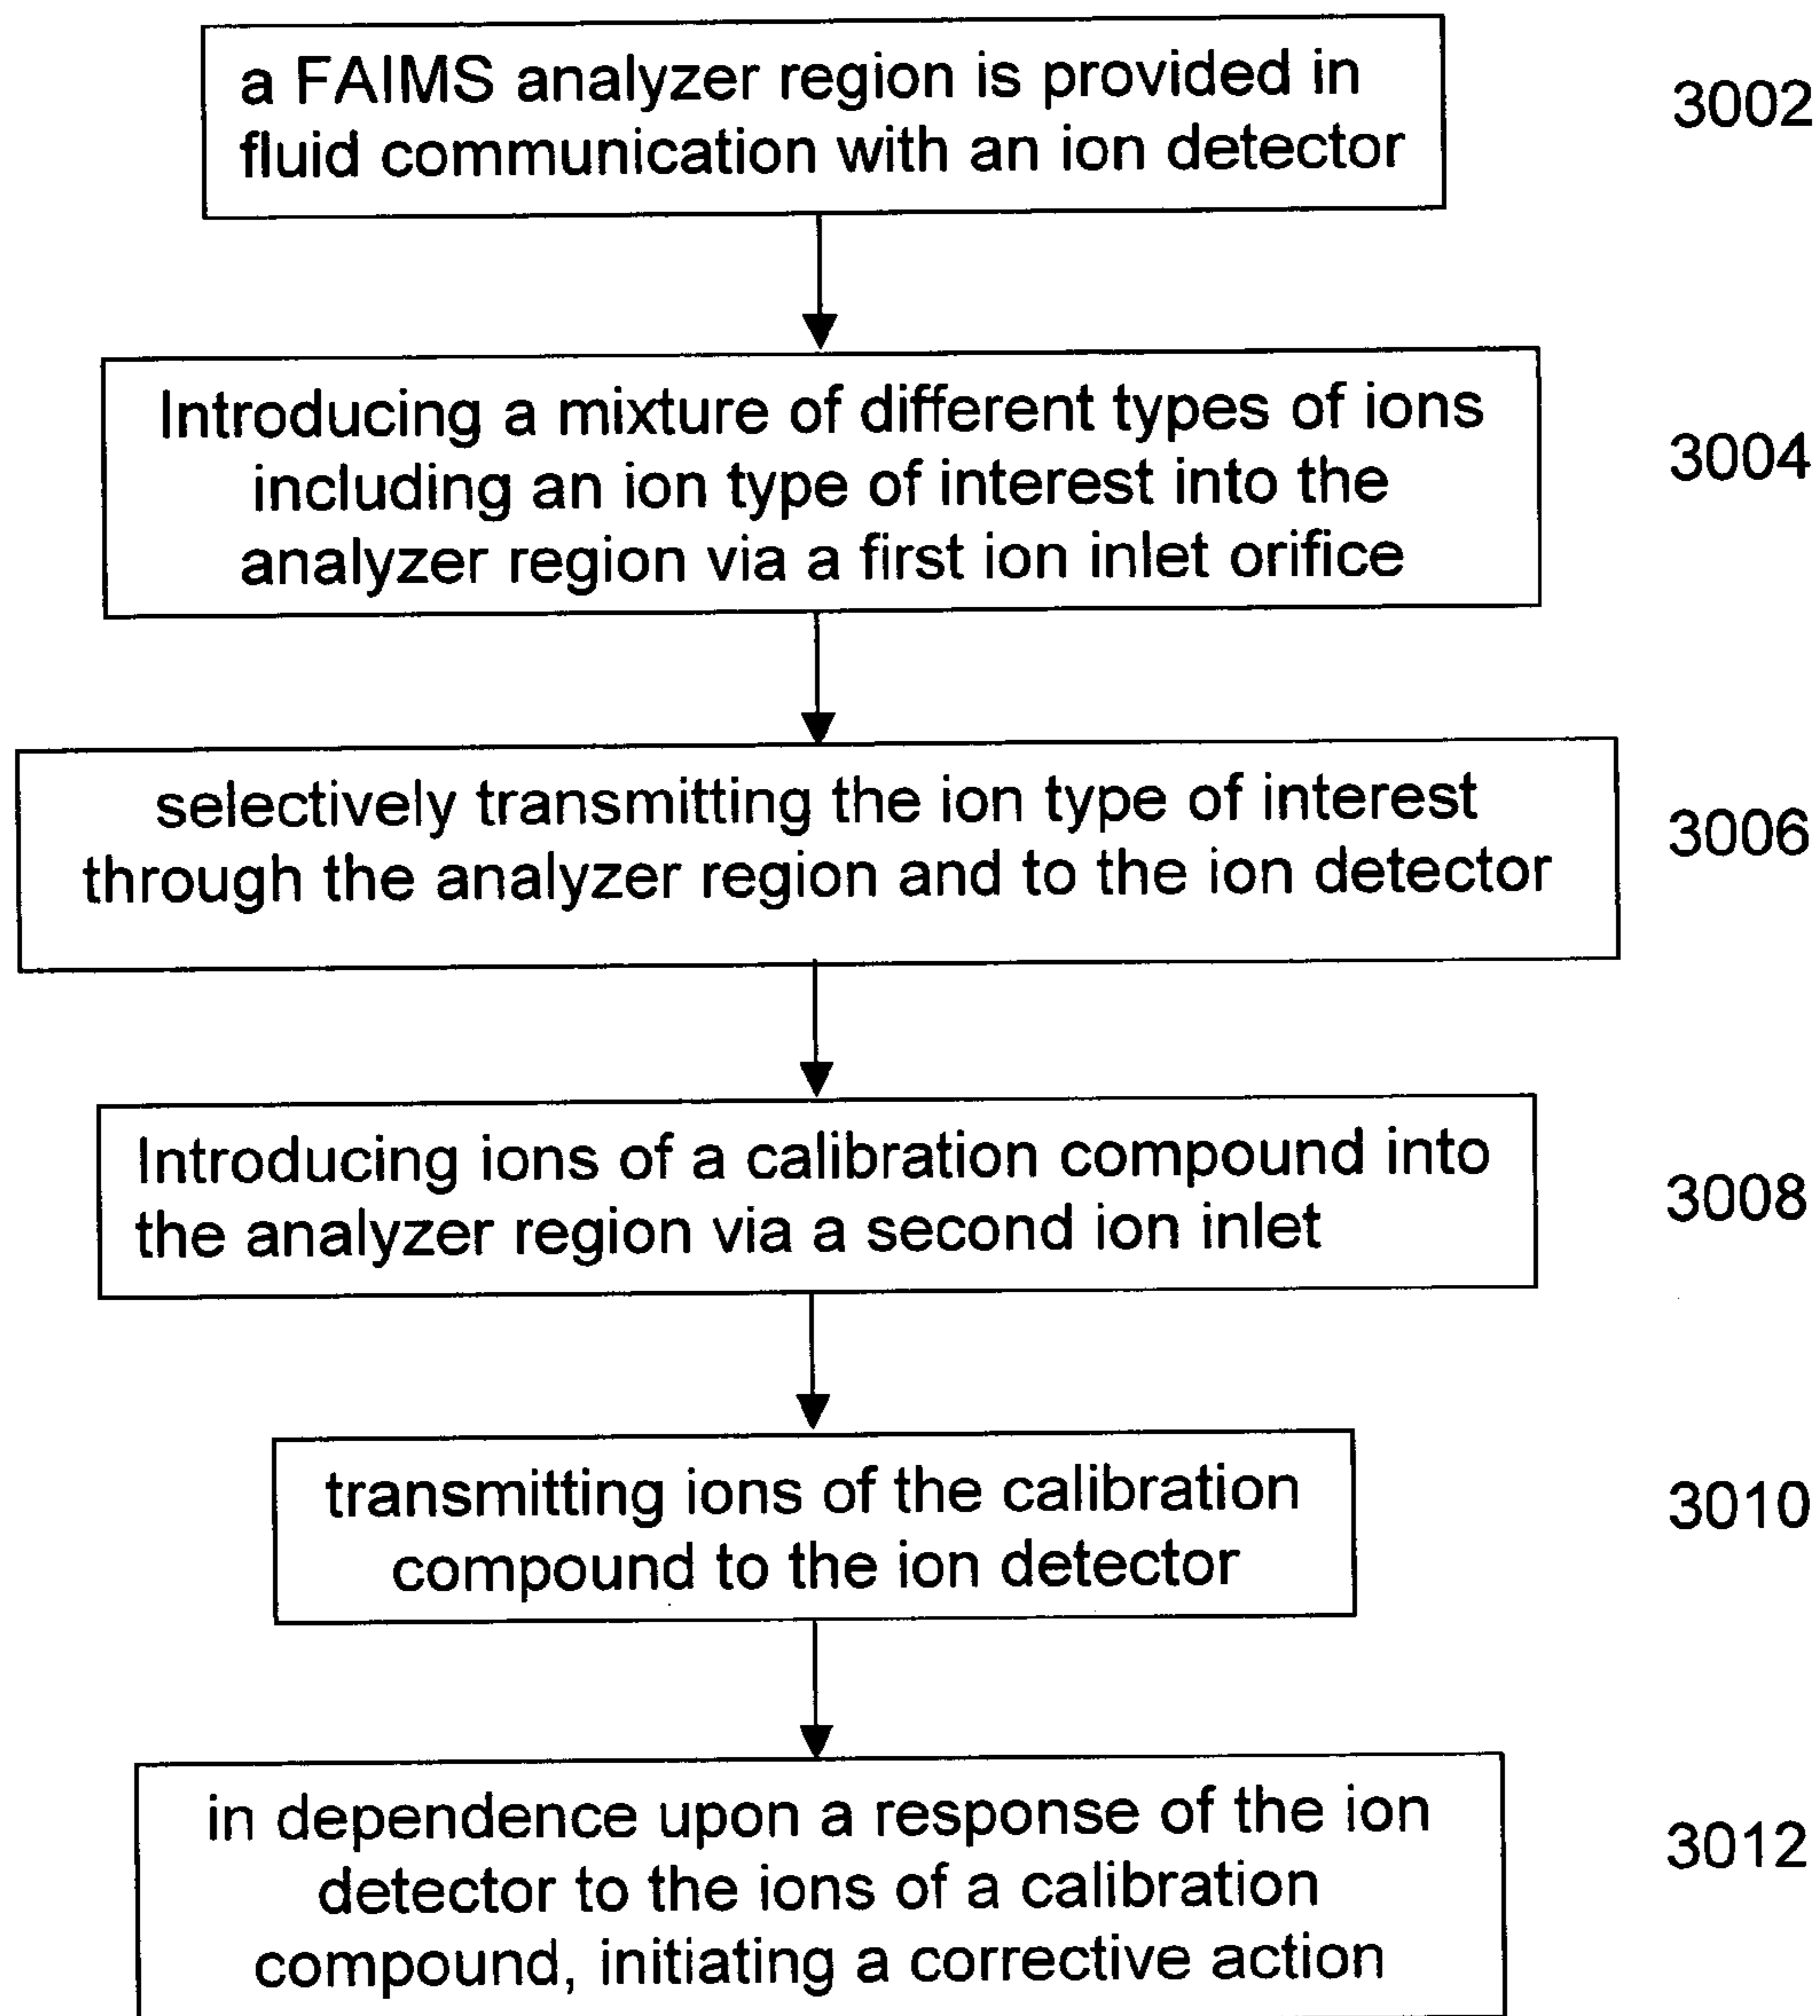 a FAIMS analyzer region is provided in
fluid communication with an ion detector
3002
Introducing a mixture of different types of ions
including an ion type of interest into the
analyzer region via a first ion inlet orifice
3004
selectively transmitting the ion type of interest
through the analyzer region and to the ion detector
3006
Introducing ions of a calibration compound into
the analyzer region via a second ion inlet
3008
transmitting ions of the calibration
compound to the ion detector
3010
in dependence upon a response of the ion
detector to the ions of a calibration
compound, initiating a corrective action
3012